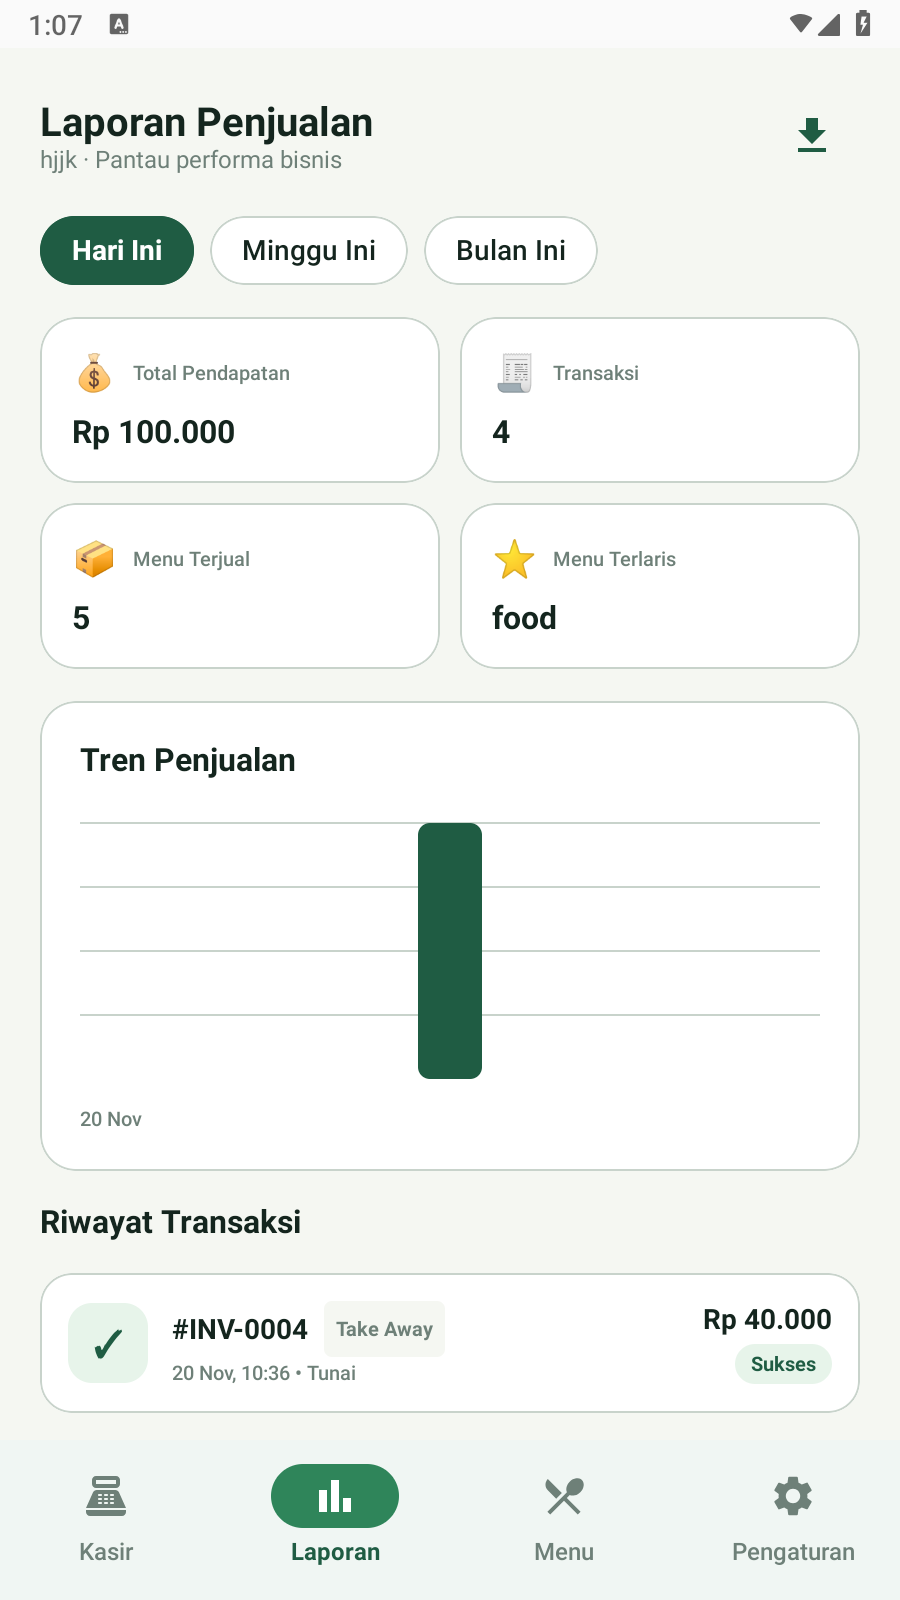 1:07
Laporan Penjualan
hjjk · Pantau performa bisnis
Hari Ini
Minggu Ini
Bulan Ini
Total Pendapatan
Rp 100.000
Transaksi
4
Menu Terjual
5
Menu Terlaris
food
Tren Penjualan
20 Nov
Riwayat Transaksi
#INV-0004
Take Away
20 Nov, 10:36 • Tunai
Rp 40.000
Sukses
Kasir
Laporan
Menu
Pengaturan